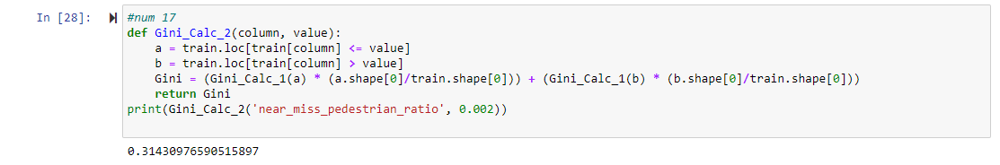 In [28]:
#num 17
def Gini_Calc_2(column, value):
    a = train.loc[train[column] <= value]
    b = train.loc[train[column] > value]
    Gini = (Gini_Calc_1(a) * (a.shape[0]/train.shape[0])) + (Gini_Calc_1(b) * (b.shape[0]/train.shape[0]))
    return Gini
print(Gini_Calc_2('near_miss_pedestrian_ratio', 0.002))
0.31430976590515897